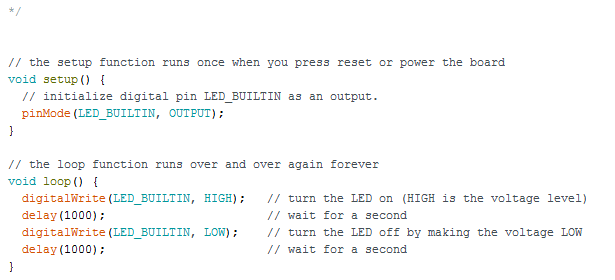 */
// the setup function runs once when you press reset or power the board
void setup() {
  // initialize digital pin LED_BUILTIN as an output.
  pinMode(LED_BUILTIN, OUTPUT);
}
// the loop function runs over and over again forever
void loop() {
  digitalWrite(LED_BUILTIN, HIGH);   // turn the LED on (HIGH is the voltage level)
  delay(1000);                       // wait for a second
  digitalWrite(LED_BUILTIN, LOW);    // turn the LED off by making the voltage LOW
  delay(1000);                       // wait for a second
}